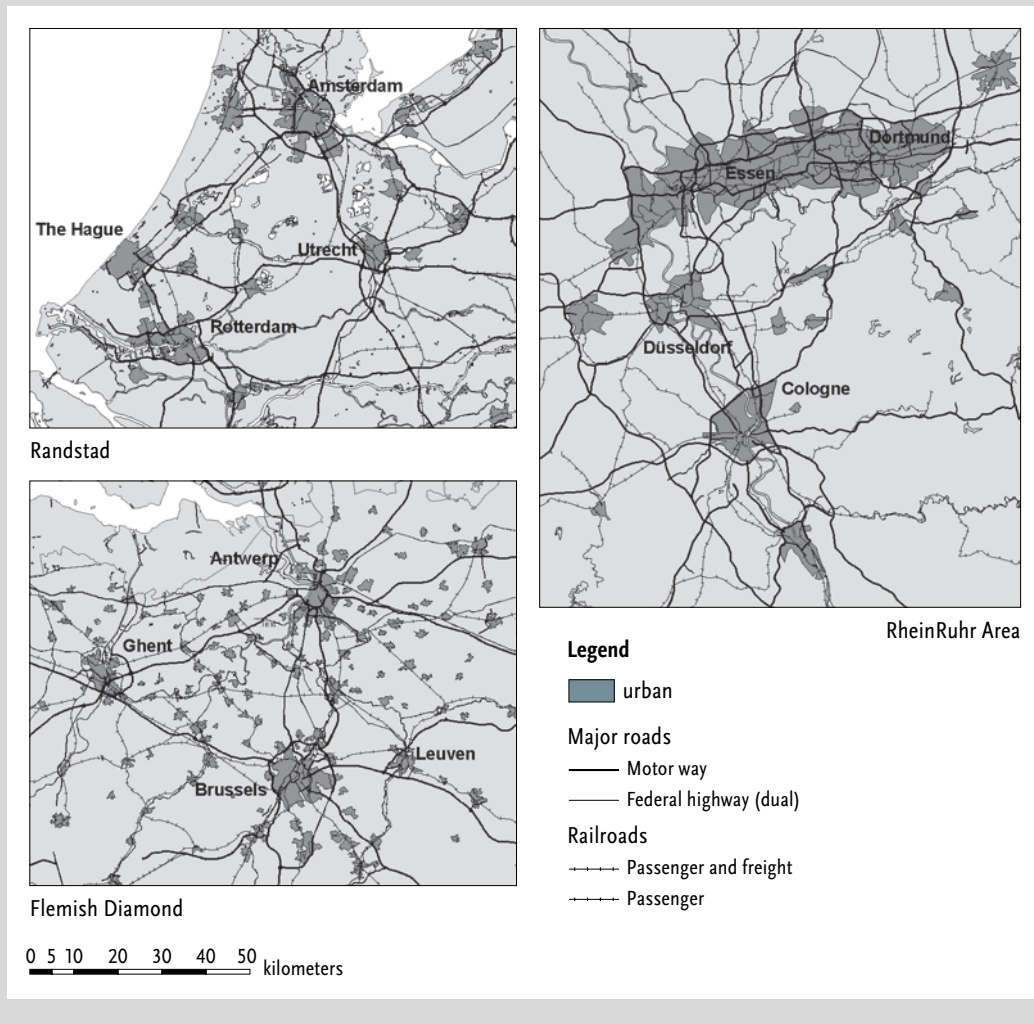 Amsterdam
The Hague
Utrecht
Rotterdam
Randstad
Antwerp
Ghent
Leuven
Brussels
Flemish Diamond
0 5 10 20 30 40 50 kilometers
Dortmund
Essen
Düsseldorf
Cologne
RheinRuhr Area
Legend
urban
Major roads
Motor way
Federal highway (dual)
Railroads
Passenger and freight
Passenger